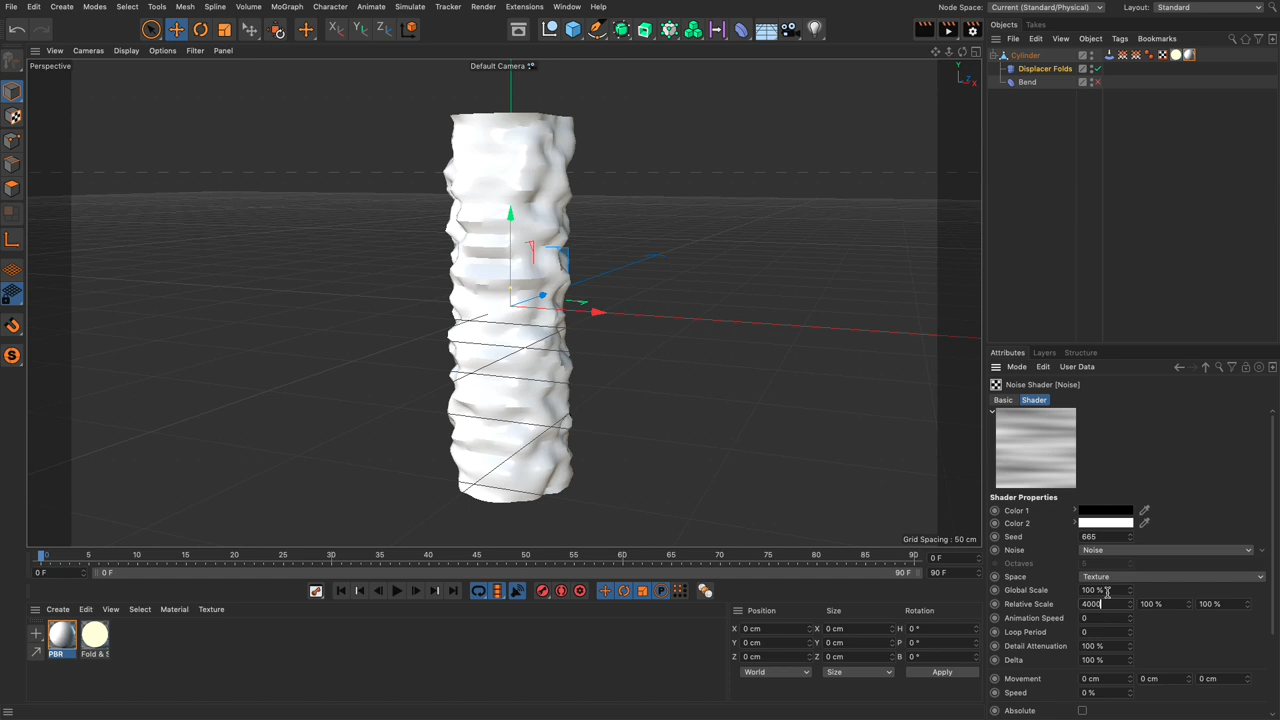 File Edit Create Modes Select Mesh Spline Volume MoGraph Character Animate Simulate Tracker Render Extensions Window Help
Node Space: Current (Standard/Physical) Layout: Standard
Objects Takes
File Edit View Object Tags Bookmarks
View Cameras Display Options Filter Panel
Perspective
Default Camera
Y
Z
X
Cylinder
Displacer Folds
Bend
Grid Spacing : 50 cm
Attributes Layers Structure
Mode Edit User Data
Noise Shader [Noise]
Basic Shader
Shader Properties
Color 1
Color 2
Seed 665
Noise Noise
Octaves 5
Space Texture
Global Scale 100 %
Relative Scale 4000 100 % 100 %
Animation Speed 0
Loop Period 0
Detail Attenuation 100 %
Delta 100 %
Movement 0 cm 0 cm 0 cm
Speed 0 %
Absolute
0 5 10 15 20 25 30 35 40 45 50 55 60 65 70 75 80 85 90
0 F
0 F 0 F 90 F 90 F
Create Edit View Select Material Texture
PBR
Fold & S
Position Size Rotation
X 0 cm X 0 cm H 0 °
Y 0 cm Y 0 cm P 0 °
Z 0 cm Z 0 cm B 0 °
World Size Apply